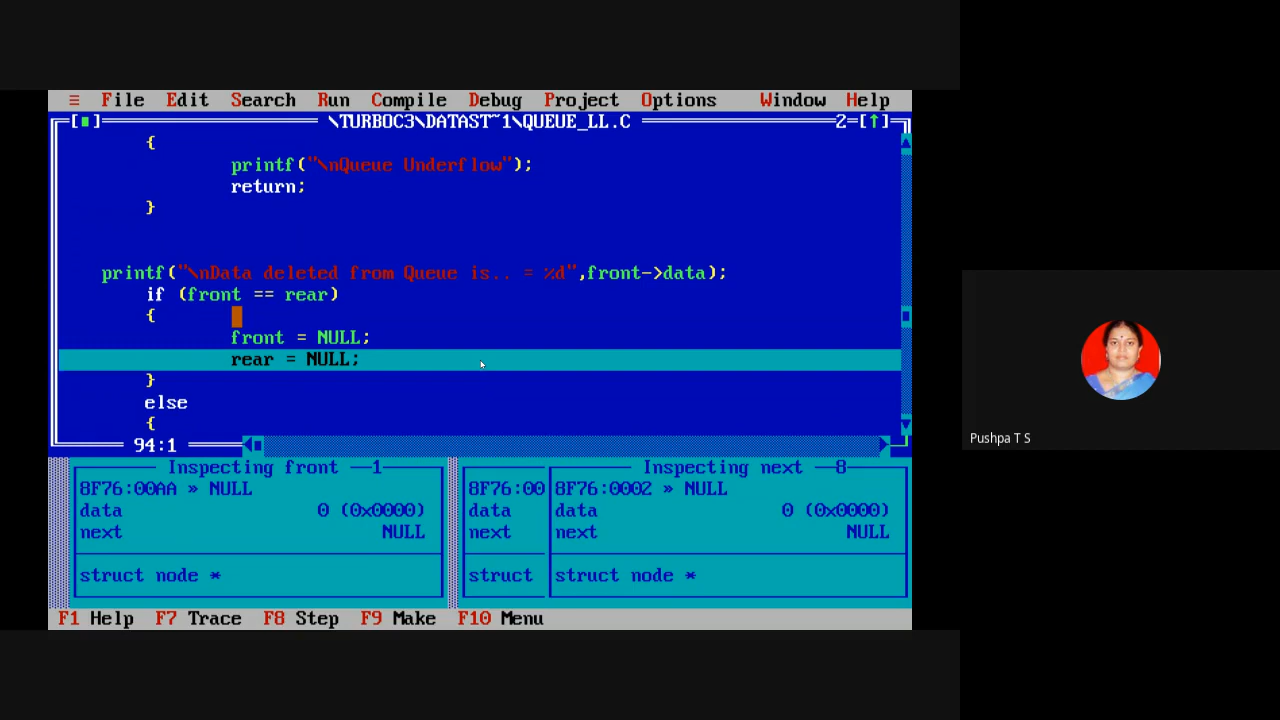 ≡ File Edit Search Run Compile Debug Project Options Window Help
[■] \TURBOC3\DATAST~1\QUEUE_LL.C 2=[↑]
{
printf("\nQueue Underflow");
return;
}
printf("\nData deleted from Queue is.. = %d",front->data);
if (front == rear)
{
front = NULL;
rear = NULL;
}
else
{
94:1
Inspecting front 1
8F76:00AA » NULL
data 0 (0x0000)
next NULL
struct node *
8F76:00
data
next
struct
Inspecting next 8
8F76:0002 » NULL
data 0 (0x0000)
next NULL
struct node *
F1 Help F7 Trace F8 Step F9 Make F10 Menu
Pushpa T S